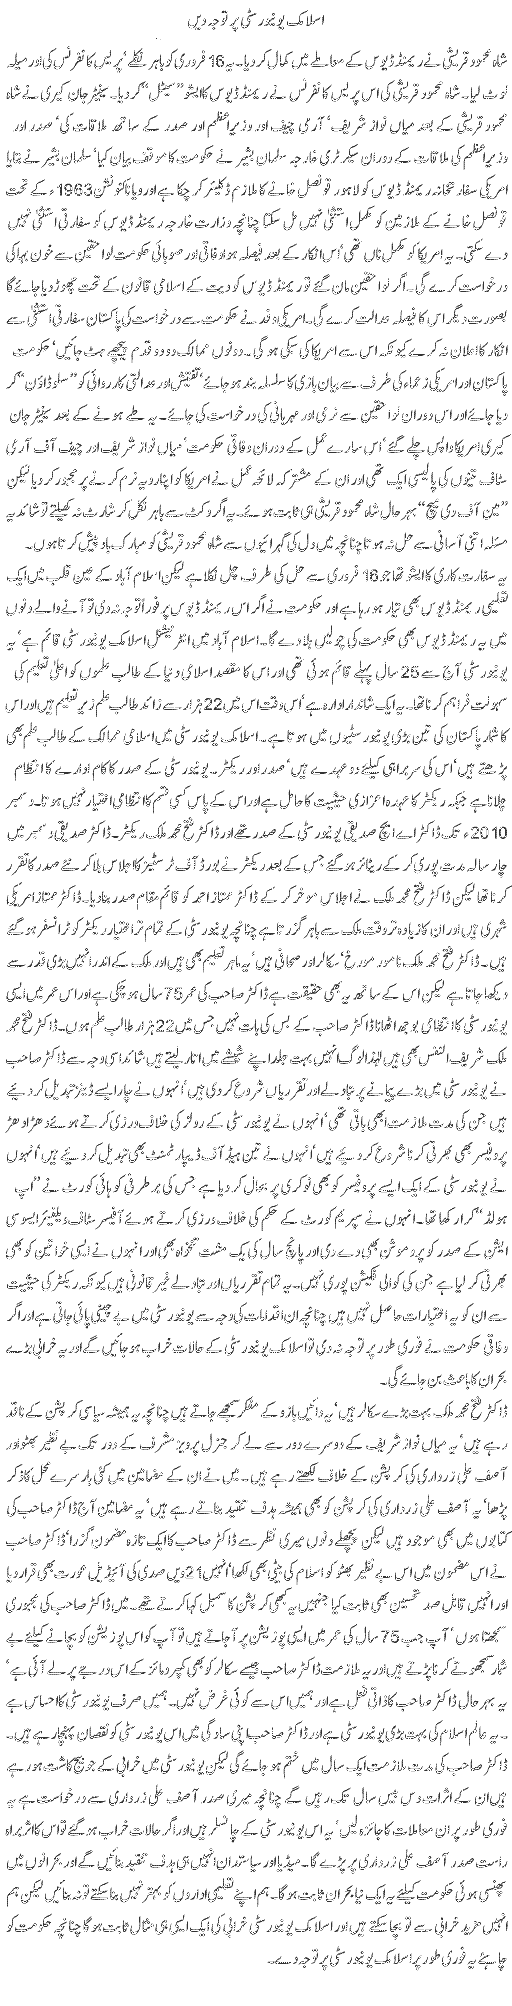 اسلامک یونیورسٹی پر توجہ دیں
شاہ محمود قریشی نے ریمنڈ ڈیوس کے معاملے میں کمال کر دیا۔ یہ 16 فروری کو باہر نکلے‘ پریس کانفرنس کی اور میلہ
لوٹ لیا۔ شاہ محمود قریشی کی اس پریس کانفرنس نے ریمنڈ ڈیوس کا ایشو ’’سیٹل‘‘ کر دیا۔ سینیٹر جان کیری نے شاہ
محمود قریشی کے بعد میاں نواز شریف‘ آرمی چیف اور وزیراعظم اور صدر کے ساتھ ملاقات کی‘ صدر اور
وزیراعظم کی ملاقات کے دوران سیکرٹری خارجہ سلمان بشیر نے حکومت کا موقف بیان کیا‘ سلمان بشیر نے بتایا
امریکی سفارتخانہ ریمنڈ ڈیوس کو لاہور قونصل خانے کا ملازم ڈکلیئر کر چکا ہے اور ویانا کنونشن 1963ء کے تحت
قونصل خانے کے ملازمین کو مکمل استثنیٰ نہیں مل سکتا چنانچہ وزارت خارجہ ریمنڈ ڈیوس کو سفارتی استثنیٰ نہیں
دے سکتی۔ یہ امریکا کو مکمل ناں تھی‘ اس انکار کے بعد فیصلہ ہوا وفاقی اور صوبائی حکومت لواحقین سے خون بہا کی
درخواست کرے گی۔ اگر لواحقین مان گئے تو ریمنڈ ڈیوس کو دیت کے اسلامی قانون کے تحت چھوڑ دیا جائے گا
بصورت دیگر اس کا فیصلہ عدالت کرے گی۔ امریکی وفد نے حکومت سے درخواست کی پاکستان سفارتی استثنیٰ سے
انکار کا اعلان نہ کرے کیونکہ اس سے امریکا کی سبکی ہو گی۔ دونوں ممالک دو دو قدم پیچھے ہٹ جائیں‘ حکومت
پاکستان اور امریکی زعماء کی طرف سے بیان بازی کا سلسلہ بند ہو جائے‘ تفتیش اور عدالتی کارروائی کو ’’سلو ڈاؤن‘‘ کر
دیا جائے اور اس دوران لواحقین سے نرمی اور مہربانی کی درخواست کی جائے۔ یہ طے ہونے کے بعد سینیٹر جان
کیری امریکا واپس چلے گئے‘ اس سارے عمل کے دوران وفاقی حکومت‘ میاں نواز شریف اور چیف آف آرمی
سٹاف تینوں کی پالیسی ایک تھی اور ان کے مشترکہ لائحہ عمل نے امریکا کو اپنا رویہ نرم کرنے پر مجبور کر دیا لیکن
’’مین آف دی میچ‘‘ بہرحال شاہ محمود قریشی ہی ثابت ہوئے۔ یہ اگر وکٹ سے باہر نکل کر شارٹ نہ کھیلتے تو شاید یہ
مسئلہ اتنی آسانی سے حل نہ ہوتا چنانچہ میں دل کی گہرائیوں سے شاہ محمود قریشی کو مبارکباد پیش کرتا ہوں۔
یہ سفارت کاری کا ایشو تھا جو 16 فروری سے حل کی طرف چل نکلا ہے لیکن اسلام آباد کے عین قلب میں ایک
تعلیمی ریمنڈ ڈیوس بھی تیار ہو رہا ہے اور حکومت نے اگر اس ریمنڈ ڈیوس پر فوراً توجہ نہ دی تو آنے والے دنوں
میں یہ ریمنڈ ڈیوس بھی حکومت کی چولیں ہلا دے گا۔ اسلام آباد میں انٹرنیشنل اسلامک یونیورسٹی قائم ہے‘ یہ
یونیورسٹی آج سے 25 سال پہلے قائم ہوئی تھی اور اس کا مقصد اسلامی دنیا کے طالب علموں کو اعلیٰ تعلیم کی
سہولت فراہم کرنا تھا۔ یہ ایک شاندار ادارہ ہے‘ اس وقت اس میں 22 ہزار سے زائد طالب علم زیر تعلیم ہیں اور اس
کا شمار پاکستان کی تین بڑی یونیورسٹیوں میں ہوتا ہے۔ اسلامک یونیورسٹی میں اسلامی ممالک کے طالب علم بھی
پڑھتے ہیں‘ اس کی سربراہی کیلئے دو عہدے ہیں‘ صدر اور ریکٹر۔ یونیورسٹی کے صدر کا کام ادارے کا انتظام
چلانا ہے جبکہ ریکٹر کا عہدہ اعزازی حیثیت کا حامل ہے اور اس کے پاس کسی قسم کا انتظامی اختیار نہیں ہوتا۔ دسمبر
2010ء تک ڈاکٹر اے ایچ صدیقی یونیورسٹی کے صدر تھے اور ڈاکٹر فتح محمد ملک ریکٹر۔ ڈاکٹر صدیقی دسمبر میں
چار سالہ مدت پوری کر کے ریٹائر ہو گئے جس کے بعد ریکٹر نے بورڈ آف ٹرسٹیز کا اجلاس بلا کر نئے صدر کا تقرر
کرنا تھا لیکن ڈاکٹر فتح محمد ملک نے اجلاس موخر کر کے ڈاکٹر ممتاز احمد کو قائم مقام صدر بنا دیا۔ ڈاکٹر ممتاز امریکی
شہری ہیں اور ان کا زیادہ تر وقت ملک سے باہر گزرتا ہے چنانچہ یونیورسٹی کے تمام تر اختیار ریکٹر کو ٹرانسفر ہو گئے
ہیں۔ ڈاکٹر فتح محمد ملک نامور مورخ‘ سکالر اور صحافی ہیں‘ یہ ماہر تعلیم بھی ہیں اور ملک کے اندر انہیں بڑی قدر سے
دیکھا جاتا ہے لیکن اس کے ساتھ یہ بھی حقیقت ہے ڈاکٹر صاحب کی عمر 75 سال ہو چکی ہے اور اس عمر میں ایسی
یونیورسٹی کا انتظامی بوجھ اٹھانا ڈاکٹر صاحب کے بس کی بات نہیں جس میں 22 ہزار طالب علم ہوں۔ ڈاکٹر فتح محمد
ملک شریف النفس بھی ہیں لہٰذا لوگ انہیں بہت جلد اپنے شیشے میں اتار لیتے ہیں شاید اسی وجہ سے ڈاکٹر صاحب
نے یونیورسٹی میں بڑے پیمانے پر تبادلے اور تقرریاں شروع کر دی ہیں‘ انہوں نے چار ایسے ڈینز تبدیل کر دیئے
ہیں جن کی مدت ملازمت ابھی باقی تھی‘ انہوں نے یونیورسٹی کے رولز کی خلاف ورزی کرتے ہوئے دھڑا دھڑ
پروفیسر بھی بھرتی کرنا شروع کر دیئے ہیں‘ انہوں نے تین ہیڈ آف ڈیپارٹمنٹ بھی تبدیل کر دیئے ہیں‘ انہوں
نے یونیورسٹی کے ایک ایسے پروفیسر کو بھی نوکری پر بحال کر دیا ہے جس کی برطرفی کو ہائی کورٹ نے ’’اپ
ہولڈ‘‘ کر رکھا تھا۔ انہوں نے سپریم کورٹ کے حکم کی خلاف ورزی کرتے ہوئے آفیسر سٹاف ویلفیئر ایسوسی
ایشن کے صدر کو پروموشن بھی دے دی اور پانچ سال کی یک مشت تنخواہ بھی اور انہوں نے ایسی خواتین کو بھی
بھرتی کر لیا ہے جن کی کوالی فکیشن پوری نہیں۔ یہ تمام تقرریاں اور تبادلے غیر قانونی ہیں کیونکہ ریکٹر کی حیثیت
سے ان کو یہ اختیارات حاصل نہیں ہیں چنانچہ ان اقدامات کی وجہ سے یونیورسٹی میں بے چینی پائی جاتی ہے اور اگر
وفاقی حکومت نے فوری طور پر توجہ نہ دی تو اسلامک یونیورسٹی کے حالات خراب ہو جائیں گے اور یہ خرابی بڑے
بحران کا باعث بن جائے گی۔
ڈاکٹر فتح محمد ملک بہت بڑے سکالر ہیں‘ یہ دائیں بازو کے مفکر سمجھے جاتے ہیں چنانچہ یہ ہمیشہ سیاسی کرپشن کے ناقد
رہے ہیں‘ یہ میاں نواز شریف کے دوسرے دور سے لے کر جنرل پرویز مشرف کے دور تک بے نظیر بھٹو اور
آصف علی زرداری کی کرپشن کے خلاف لکھتے رہے ہیں۔ میں نے ان کے مضامین میں کئی بار سرے محل کا ذکر
پڑھا‘ یہ آصف علی زرداری کی کرپشن کو بھی ہمیشہ ہدف تنقید بناتے رہے ہیں‘ یہ مضامین آج ڈاکٹر صاحب کی
کتابوں میں بھی موجود ہیں لیکن پچھلے دنوں میری نظر سے ڈاکٹر صاحب کا ایک تازہ مضمون گزرا‘ ڈاکٹر صاحب
نے اس مضمون میں اس بے نظیر بھٹو کو اسلام کی بیٹی بھی لکھا‘ انہیں 21 ویں صدی کی آئیڈیل عورت بھی قرار دیا
اور انہیں قابل صد تحسین بھی ثابت کیا جنہیں یہ کبھی کرپشن کا سمبل کہا کرتے تھے۔ میں ڈاکٹر صاحب کی مجبوری
سمجھتا ہوں‘ آپ جب 75 سال کی عمر میں ایسی پوزیشن پر آ جاتے ہیں تو آپ کو اس پوزیشن کو بچانے کیلئے بے
شمار سمجھوتے کرنا پڑتے ہیں اور یہ ملازمت ڈاکٹر صاحب جیسے سکالر کو بھی کمپرومائز کے اس درجے پر لے آئی ہے‘
یہ بہرحال ڈاکٹر صاحب کا ذاتی فعل ہے اور ہمیں اس سے کوئی غرض نہیں۔ ہمیں صرف یونیورسٹی کا احساس ہے
۔ یہ عالم اسلام کی بہت بڑی یونیورسٹی ہے اور ڈاکٹر صاحب اپنی سادگی میں اس یونیورسٹی کو نقصان پہنچا رہے ہیں۔
ڈاکٹر صاحب کی مدت ملازمت ایک سال میں ختم ہو جائے گی لیکن یونیورسٹی میں خرابی کے جو بیج کاشت ہو رہے
ہیں ان کے اثرات دس بیس سال تک رہیں گے چنانچہ میری صدر آصف علی زرداری سے درخواست ہے یہ
فوری طور پر ان معاملات کا جائزہ لیں‘ یہ اس یونیورسٹی کے چانسلر ہیں اور اگر حالات خراب ہو گئے تو اس کا اثر براہ
راست صدر آصف علی زرداری پر پڑے گا۔ میڈیا اور سیاستدان انہیں ہی ہدف تنقید بنائیں گے اور بحرانوں میں
پھنسی ہوئی حکومت کیلئے یہ ایک نیا بحران ثابت ہو گا۔ ہم اپنے تعلیمی اداروں کو بہتر نہیں بنا سکتے تو نہ بنائیں لیکن ہم
انہیں مزید خرابی سے تو بچا سکتے ہیں اور اسلامک یونیورسٹی خرابی کی ایک ایسی ہی مثال ثابت ہو گا چنانچہ حکومت کو
چاہئے یہ فوری طور پر اسلامک یونیورسٹی پر توجہ دے۔